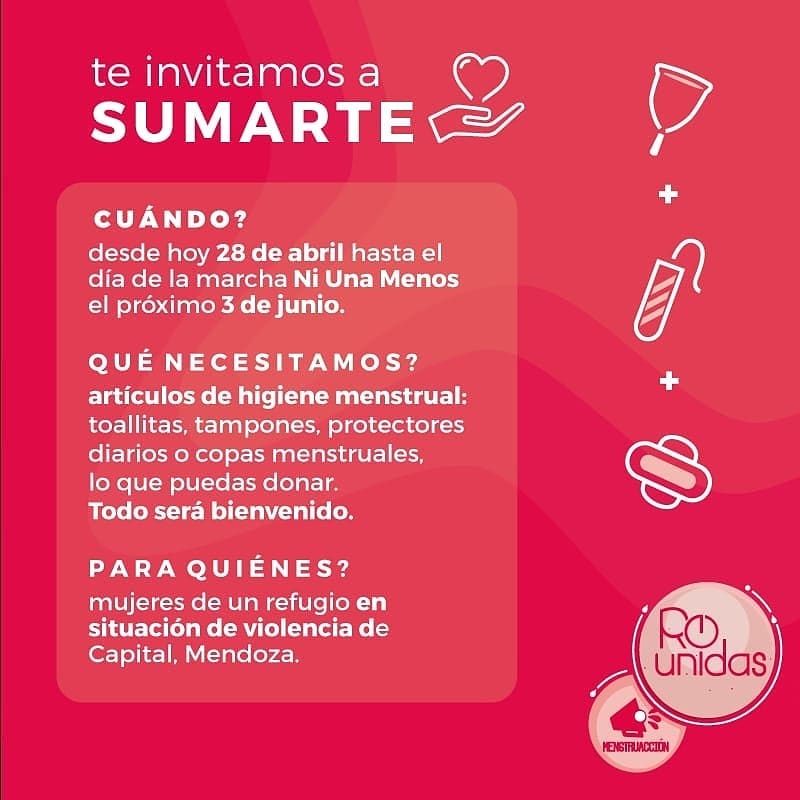 te invitamos a
SUMARTE
CUÁNDO?
desde hoy 28 de abril hasta el
día de la marcha Ni Una Menos
el próximo 3 de junio.
QUÉ NECESITAMOS?
artículos de higiene menstrual:
toallitas, tampones, protectores
diarios o copas menstruales,
lo que puedas donar.
Todo será bienvenido.
PARA QUIÉNES?
mujeres de un refugio en
situación de violencia de
Capital, Mendoza.
RO
unidas
MENSTRUACCIÓN